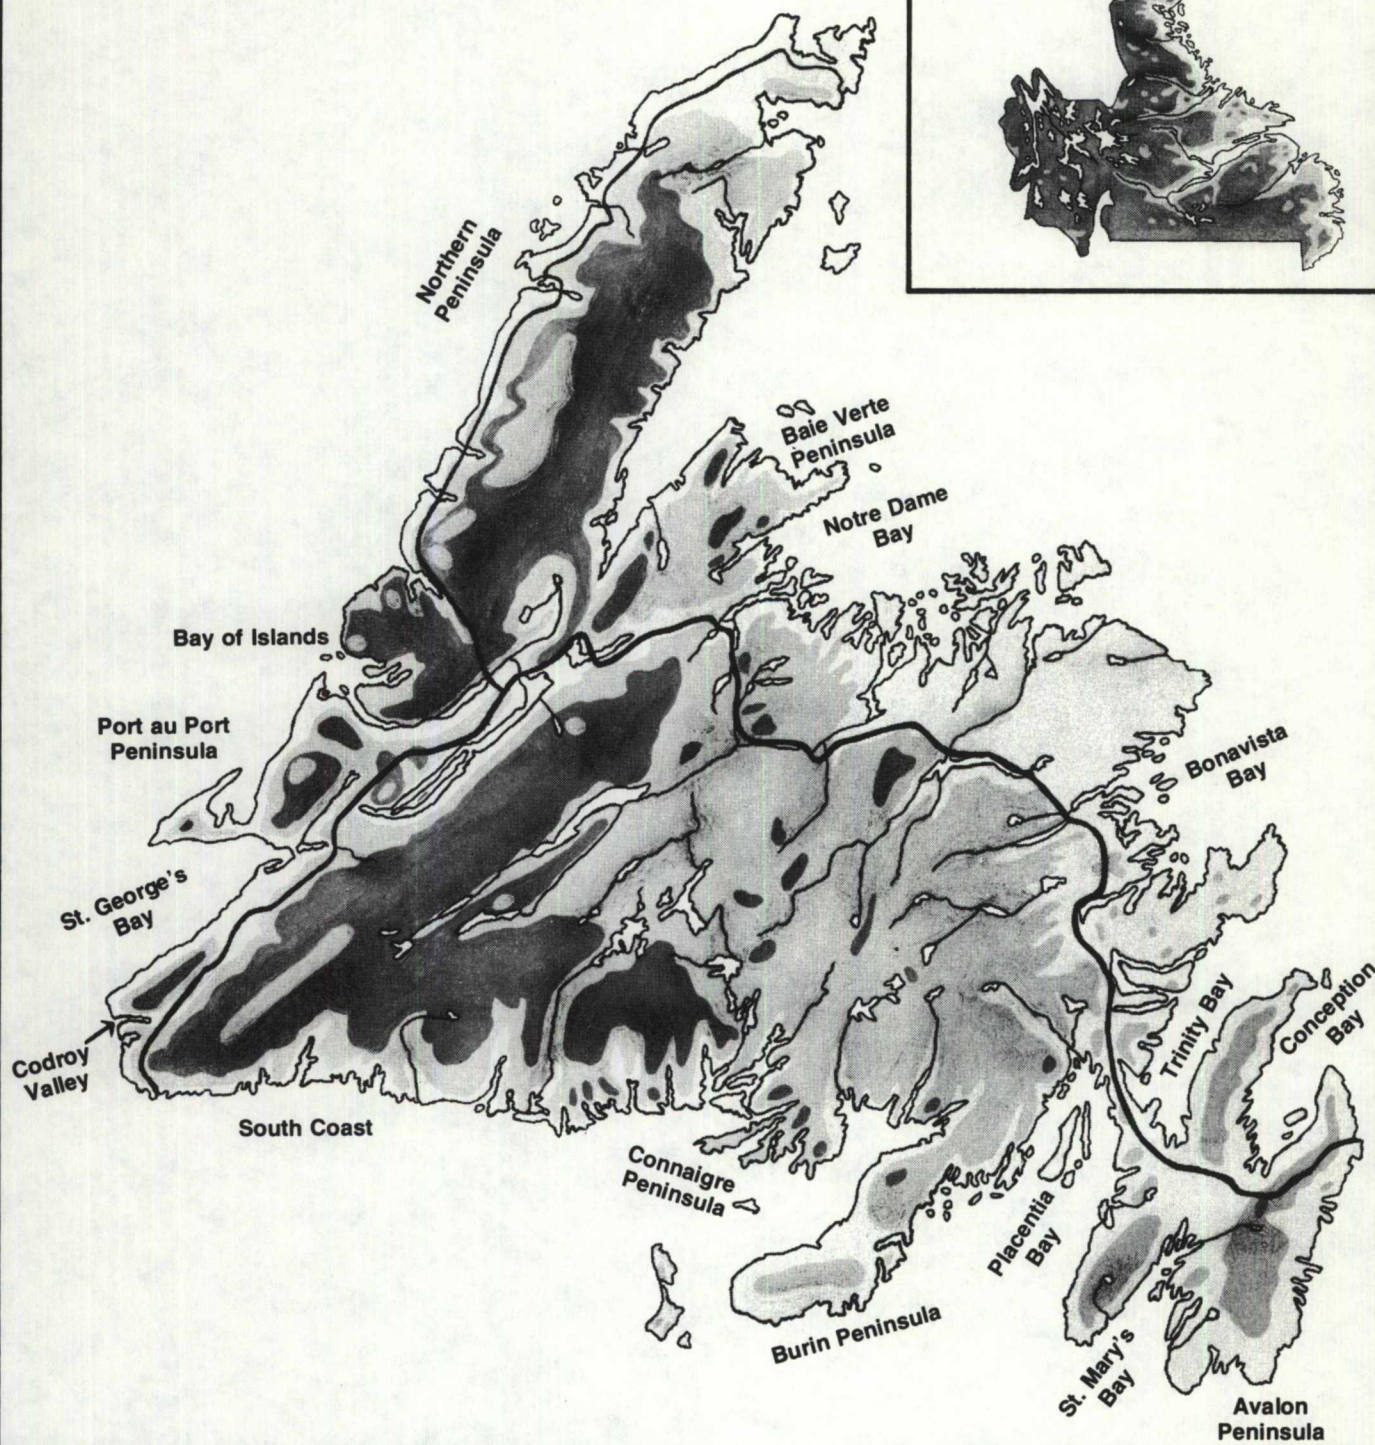 Northern
Peninsula
Baie Verte
Peninsula
Notre Dame
Bay
Bay of Islands
Port au Port
Peninsula
Bonavista
Bay
St. George's
Bay
Trinity Bay
Conception
Bay
Codroy
Valley
South Coast
Connaigre
Peninsula
Placentia
Bay
Burin Peninsula
St. Mary's
Bay
Avalon
Peninsula